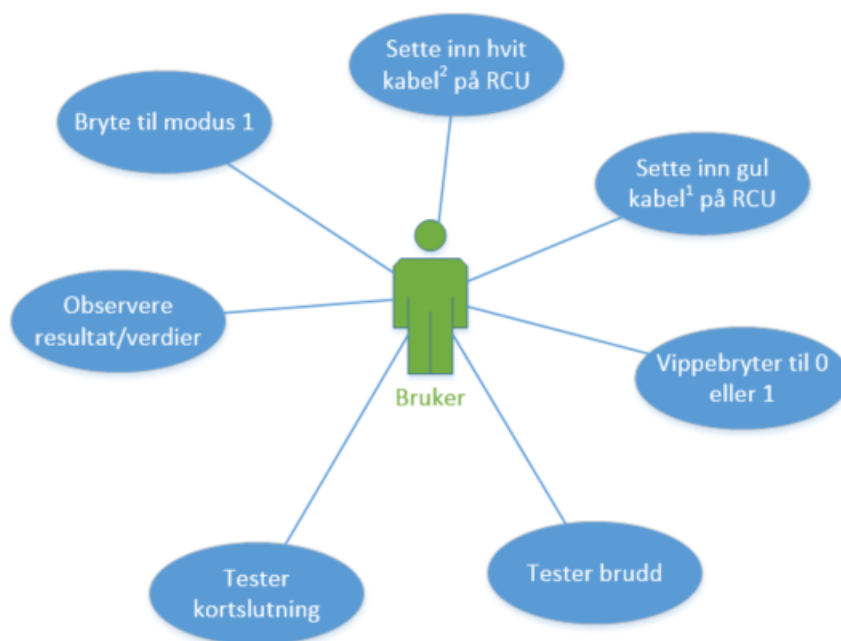 Sette inn hvit
kabel² på RCU
Bryte til modus 1
Sette inn gul
kabel¹ på RCU
Observere
resultat/verdier
Vippebryter til 0
eller 1
Bruker
Tester brudd
Tester
kortslutning